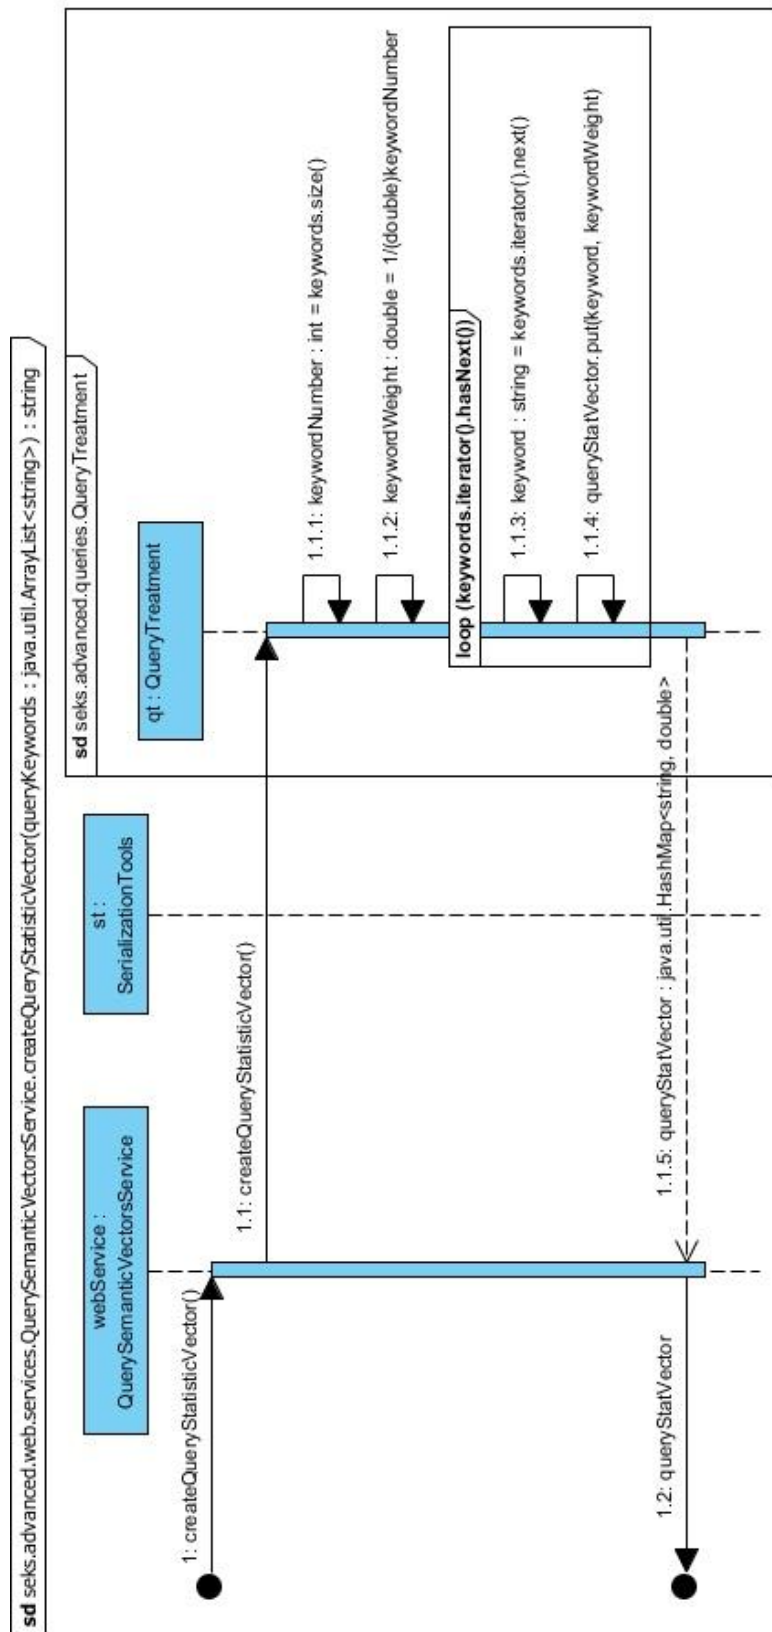 sd seks.advanced.web.services.QuerySemanticVectorsService.createQueryStatisticVector(queryKeywords : java.util.ArrayList<string>) : string
sd seks.advanced.queries.QueryTreatment
webService :
QuerySemanticVectorsService
st :
SerializationTools
qt : QueryTreatment
1: createQueryStatisticVector()
1.1: createQueryStatisticVector()
1.1.1: keywordNumber : int = keywords.size()
1.1.2: keywordWeight : double = 1/(double)keywordNumber
loop (keywords.iterator().hasNext())
1.1.3: keyword : string = keywords.iterator().next()
1.1.4: queryStatVector.put(keyword, keywordWeight)
1.1.5: queryStatVector : java.util.HashMap<string, double>
1.2: queryStatVector